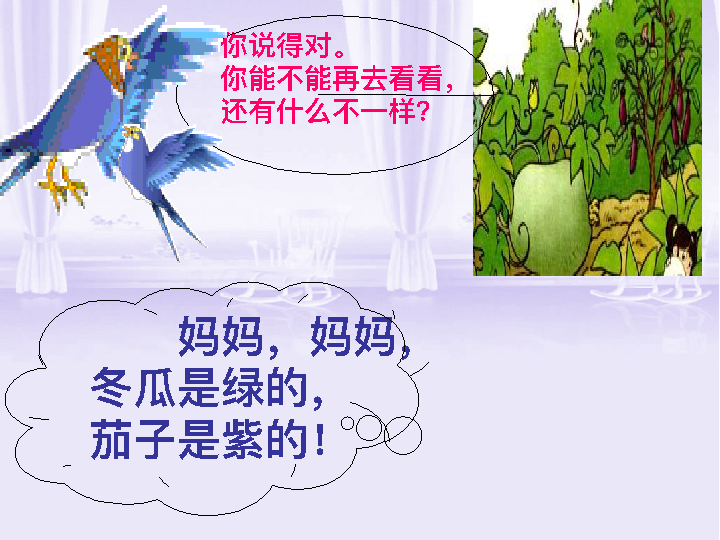 你说得对。
你能不能再去看看，
还有什么不一样？
妈妈，妈妈，
冬瓜是绿的，
茄子是紫的！